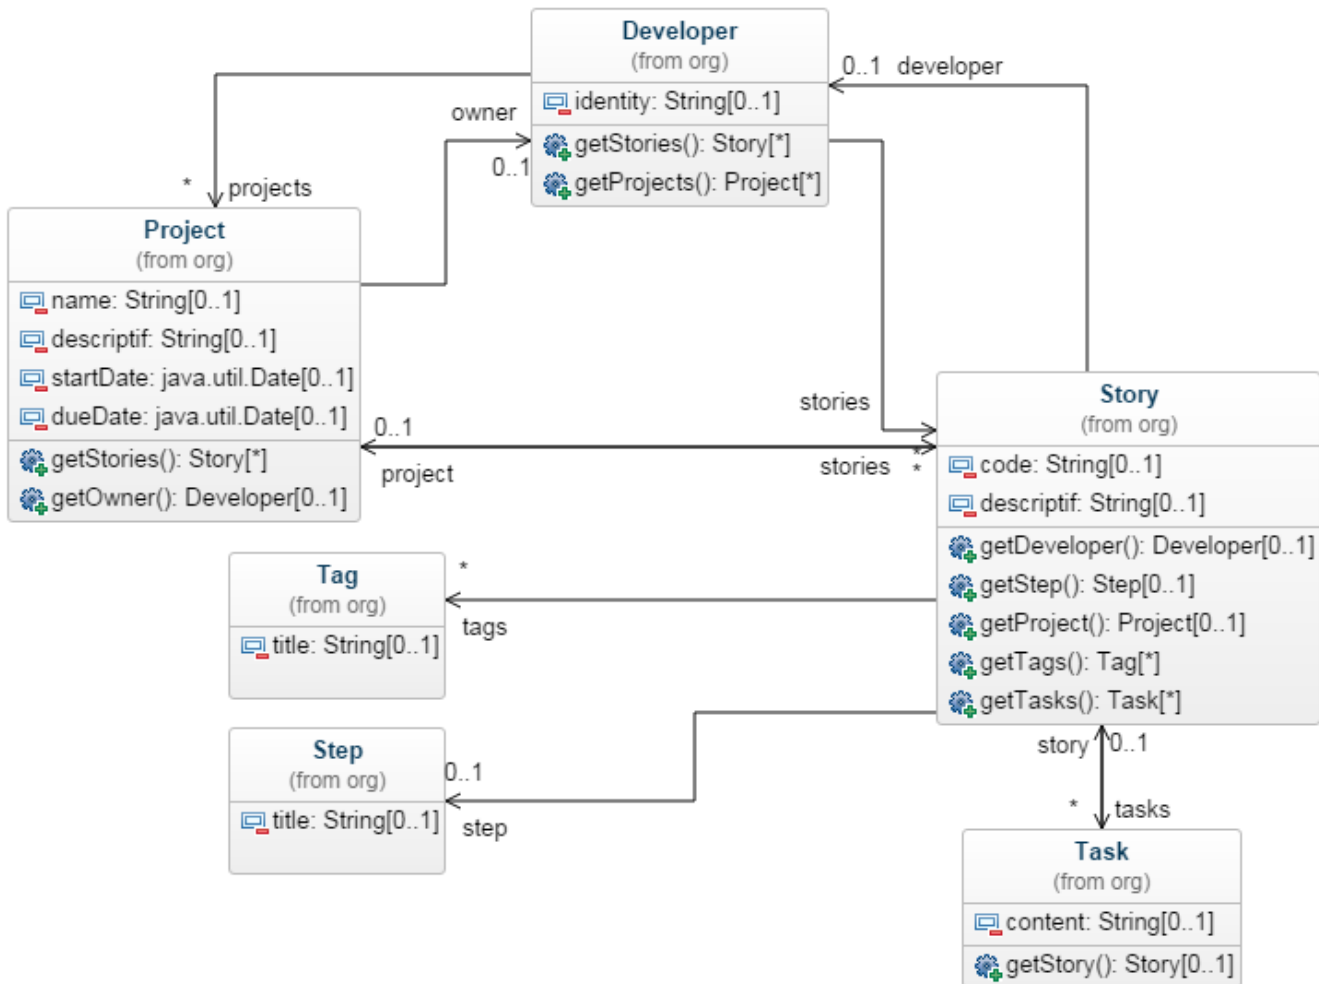 Developer
(from org)
identity: String[0..1]
getStories(): Story[*]
getProjects(): Project[*]
0..1 developer
owner
0..1
* projects
Project
(from org)
name: String[0..1]
descriptif: String[0..1]
startDate: java.util.Date[0..1]
dueDate: java.util.Date[0..1]
getStories(): Story[*]
getOwner(): Developer[0..1]
0..1
project
stories
*
stories
*
Story
(from org)
code: String[0..1]
descriptif: String[0..1]
getDeveloper(): Developer[0..1]
getStep(): Step[0..1]
getProject(): Project[0..1]
getTags(): Tag[*]
getTasks(): Task[*]
Tag
(from org)
title: String[0..1]
*
tags
Step
(from org)
title: String[0..1]
0..1
step
story 0..1
* tasks
Task
(from org)
content: String[0..1]
getStory(): Story[0..1]